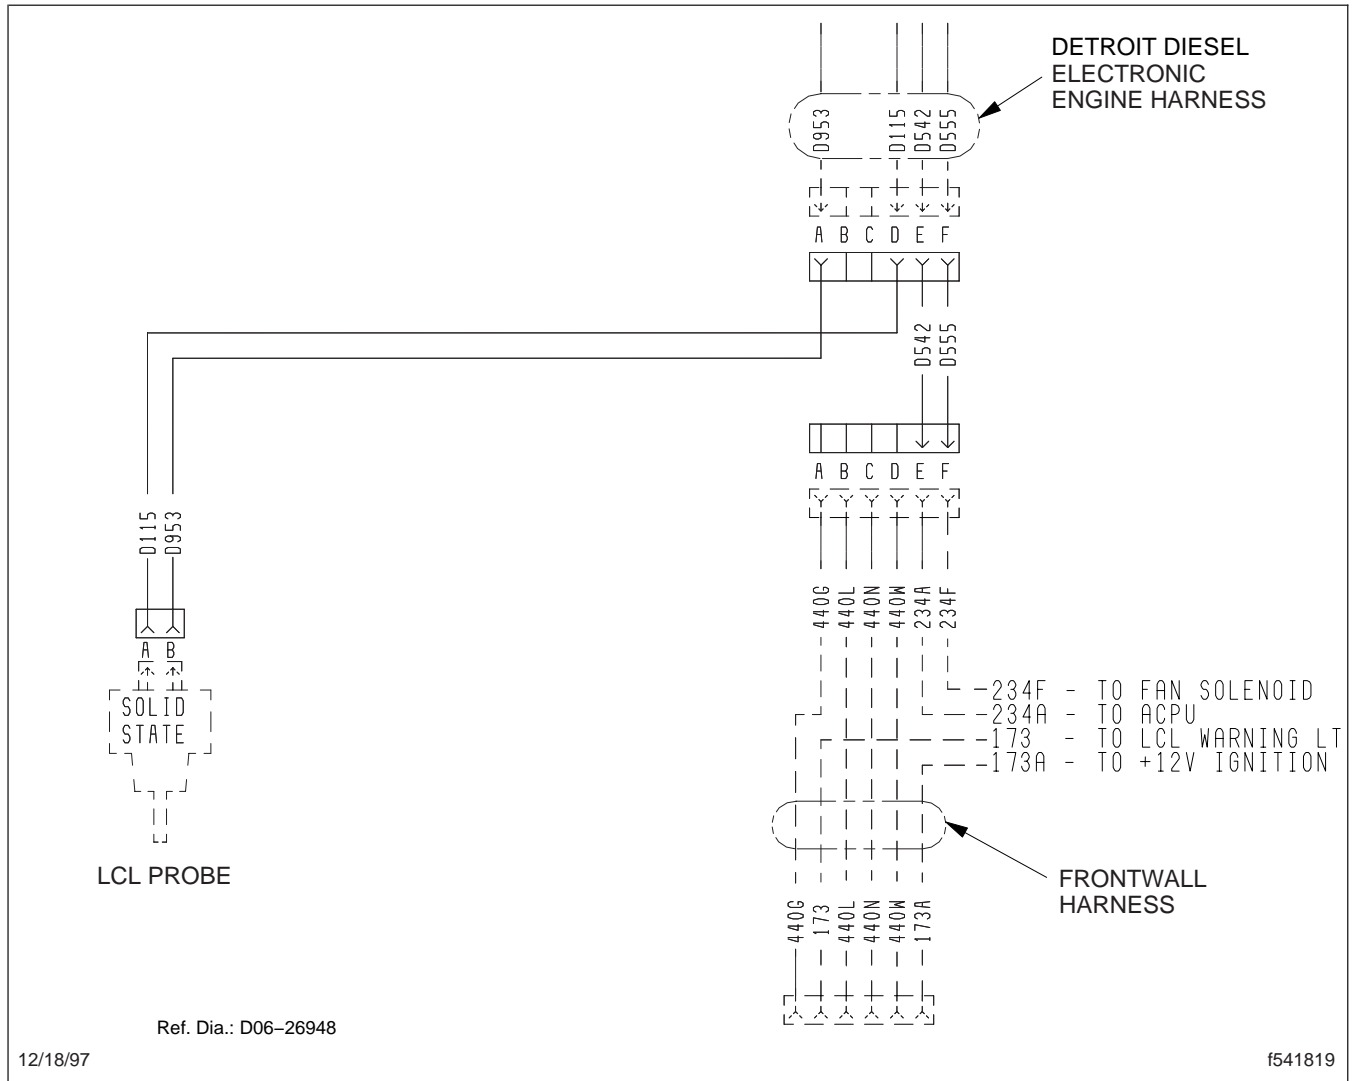 DETROIT DIESEL
ELECTRONIC
ENGINE HARNESS
D953 D115 D542 D555
A B C D E F
D542 D555
A B C D E F
D115 D953
A B
SOLID
STATE
LCL PROBE
440G 440L 440N 440W 234A 234F
234F - TO FAN SOLENOID
234A - TO ACPU
173 - TO LCL WARNING LT
173A - TO +12V IGNITION
FRONTWALL
HARNESS
440G 173 440L 440N 440W 173A
Ref. Dia.: D06–26948
12/18/97
f541819